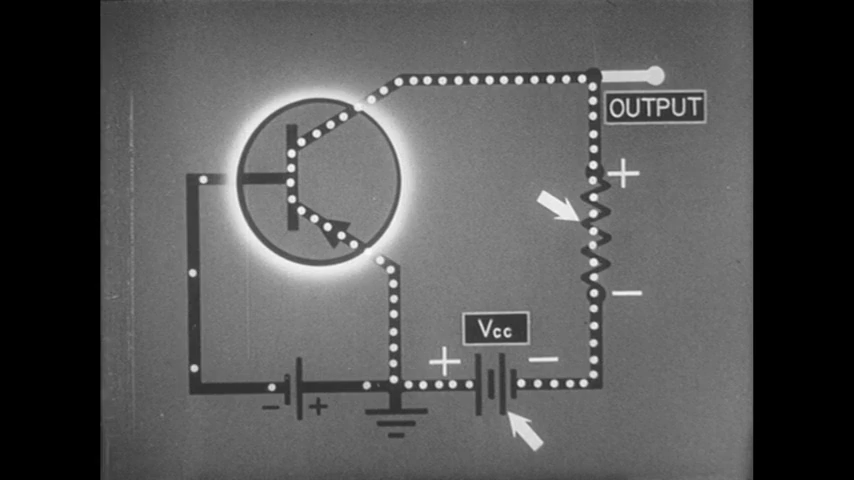 OUTPUT
+
−
Vcc
+ −
− +